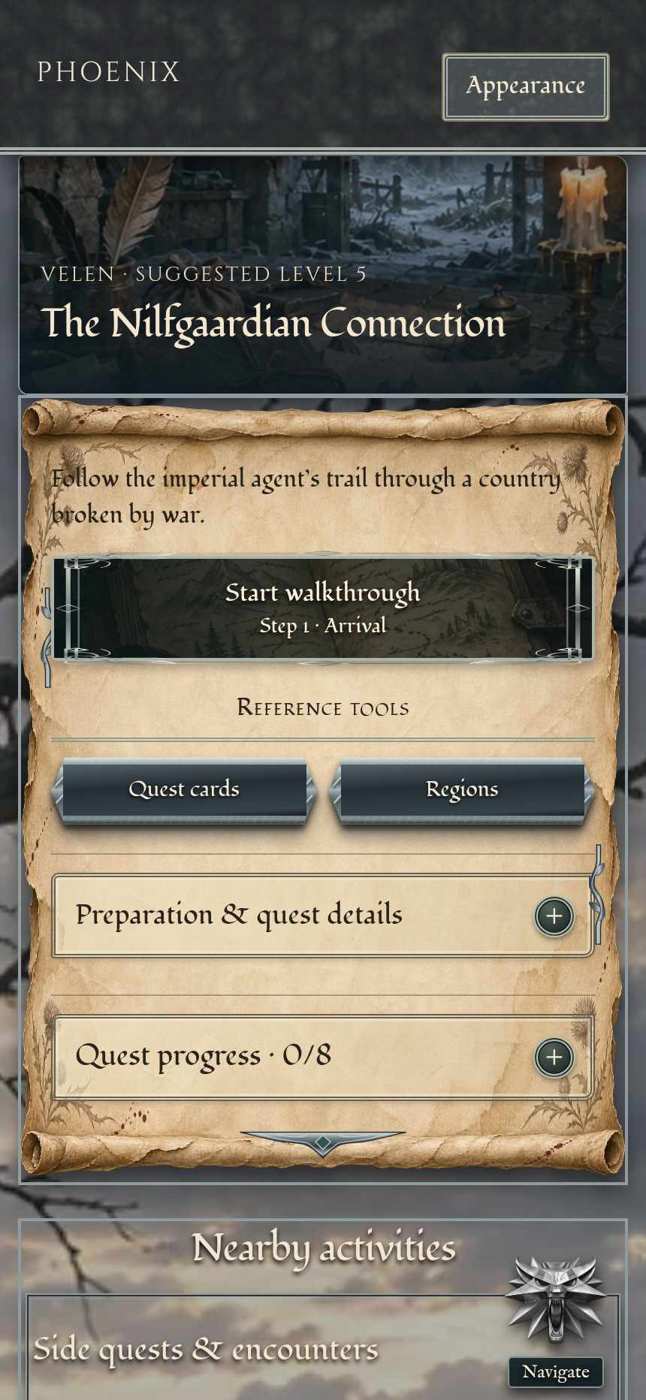 PHOENIX
Appearance
VELEN · SUGGESTED LEVEL 5
The Nilfgaardian Connection
Follow the imperial agent’s trail through a country
broken by war.
Start walkthrough
Step 1 · Arrival
Reference tools
Quest cards
Regions
Preparation & quest details
Quest progress · 0/8
Nearby activities
Side quests & encounters
Navigate